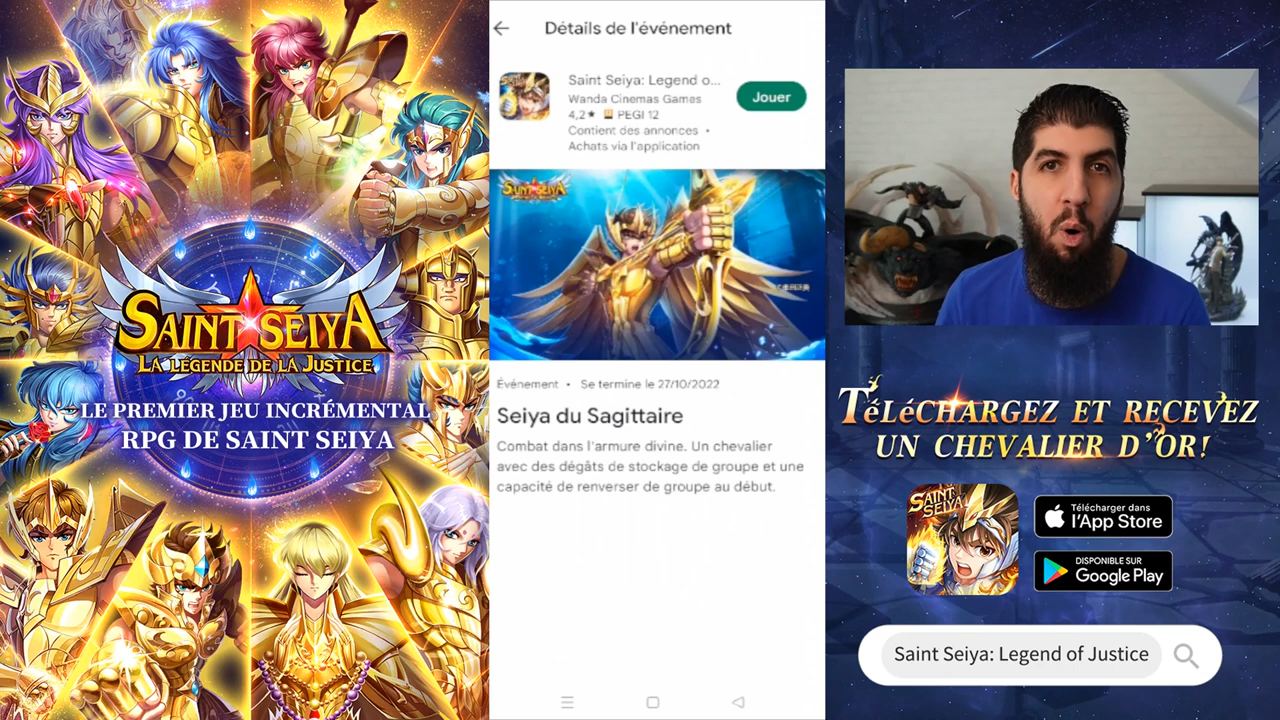 SAINT SEIYA
LA LÉGENDE DE LA JUSTICE
LE PREMIER JEU INCRÉMENTAL
RPG DE SAINT SEIYA
Détails de l'événement
Saint Seiya: Legend o...
Wanda Cinemas Games
4,2★ PEGI 12
Contient des annonces •
Achats via l'application
Jouer
SAINT SEIYA
Événement • Se termine le 27/10/2022
Seiya du Sagittaire
Combat dans l'armure divine. Un chevalier
avec des dégâts de stockage de groupe et une
capacité de renverser de groupe au début.
TéLéCHARGEZ ET RECEVEZ
UN CHEVALIER D'OR!
SAINT
SEIYA
Télécharger dans
l'App Store
DISPONIBLE SUR
Google Play
Saint Seiya: Legend of Justice